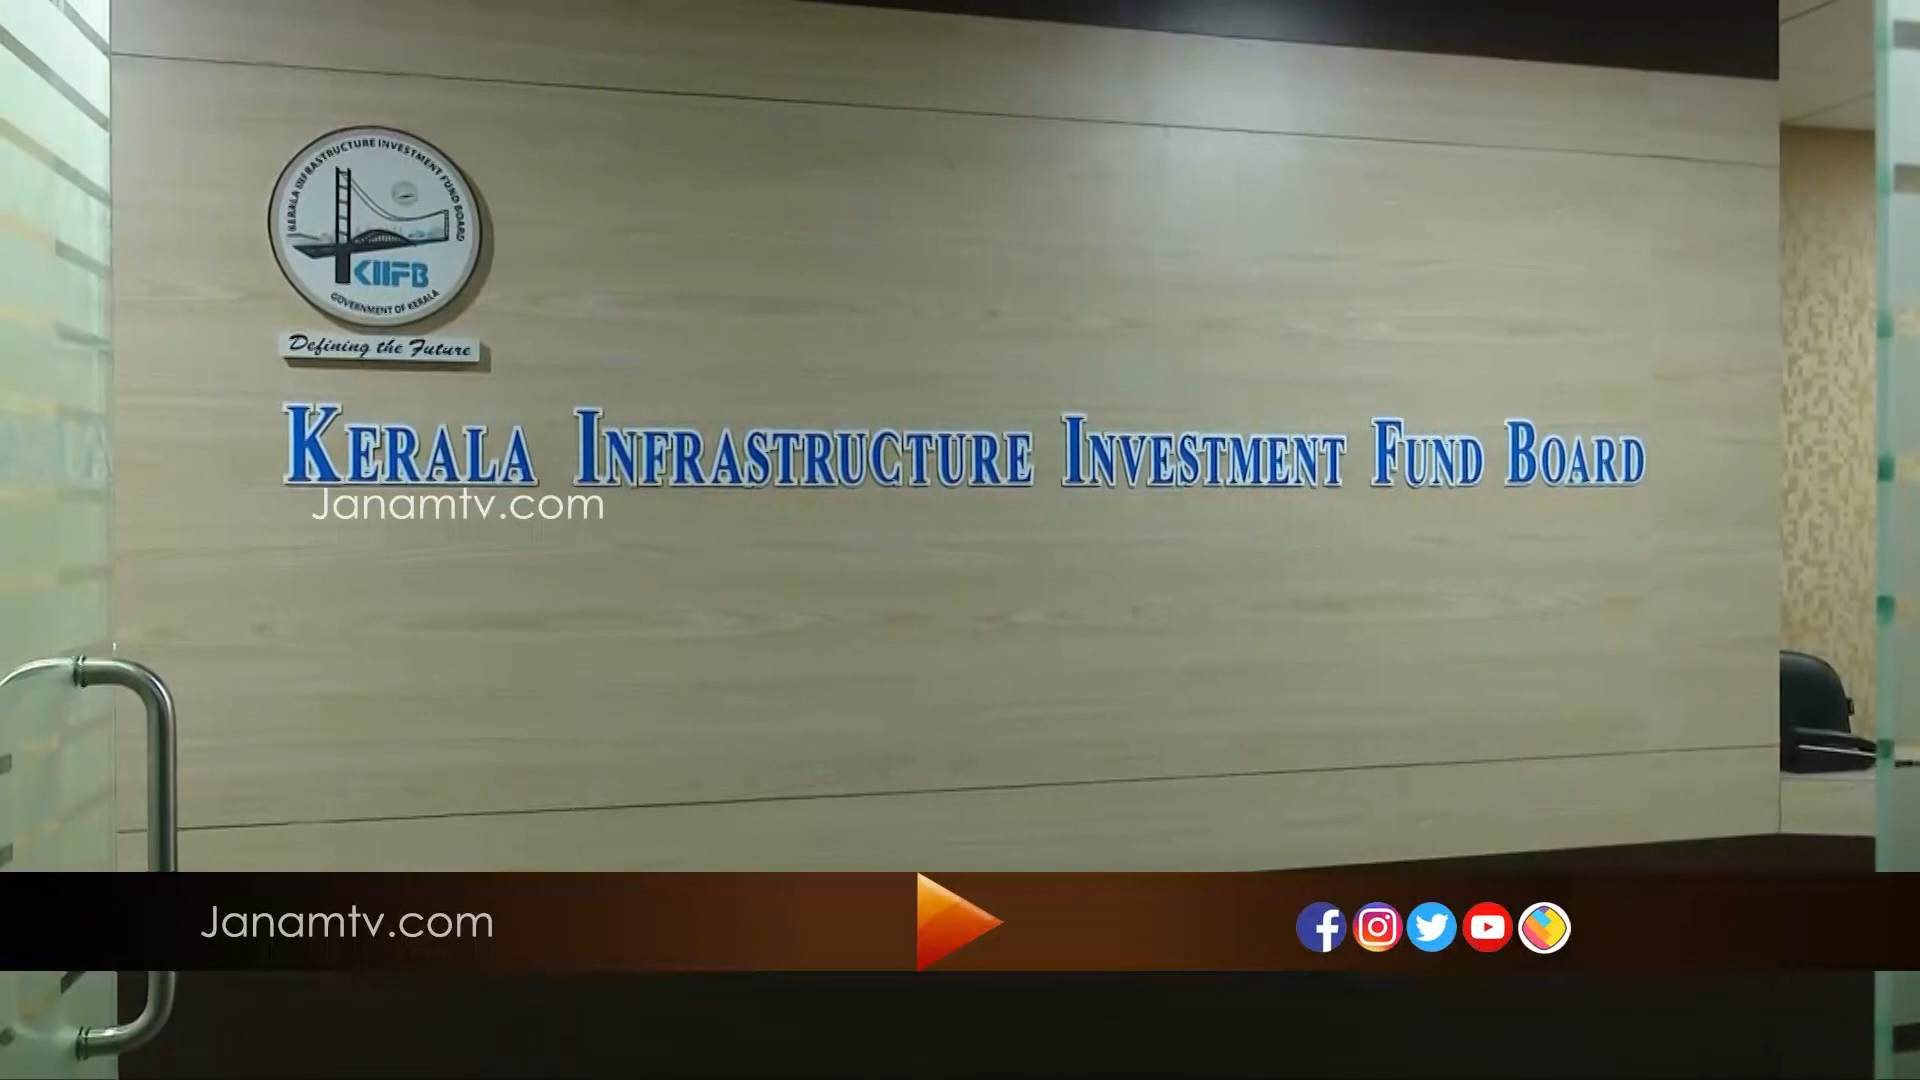 KERALA INFRASTRUCTURE INVESTMENT FUND BOARD
KIIFB
GOVERNMENT OF KERALA
Defining the Future
KERALA INFRASTRUCTURE INVESTMENT FUND BOARD
Janamtv.com
Janamtv.com